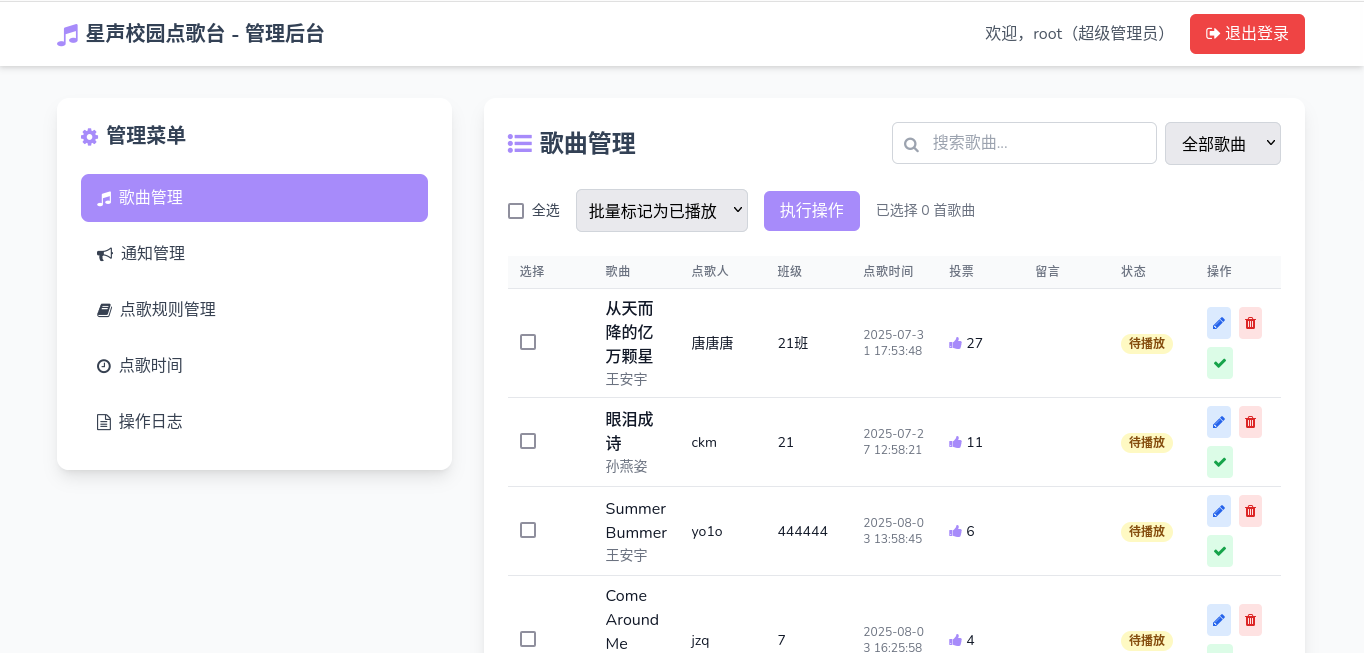 星声校园点歌台 - 管理后台
欢迎，root（超级管理员）
退出登录
管理菜单
歌曲管理
通知管理
点歌规则管理
点歌时间
操作日志
歌曲管理
搜索歌曲...
全部歌曲
全选
批量标记为已播放
执行操作
已选择 0 首歌曲
选择 歌曲 点歌人 班级 点歌时间 投票 留言 状态 操作
从天而
降的亿
万颗星
王安宇
唐唐唐
21班
2025-07-3
1 17:53:48
27
待播放
眼泪成
诗
孙燕姿
ckm
21
2025-07-2
7 12:58:21
11
待播放
Summer
Bummer
王安宇
yo1o
444444
2025-08-0
3 13:58:45
6
待播放
Come
Around
Me
jzq
7
2025-08-0
3 16:25:58
4
待播放